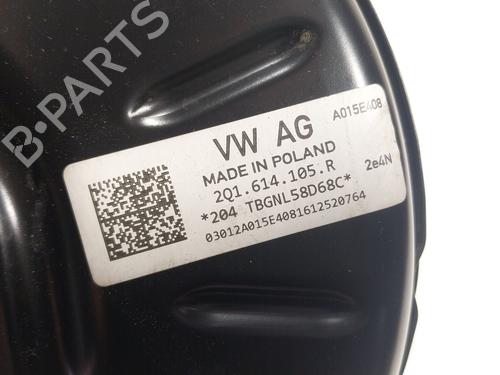 B-PARTS
A015E408
VW AG
MADE IN POLAND
2Q1.614.105.R
2e4N
*204 TBGNL58D68C*
03012A015E4081612520764